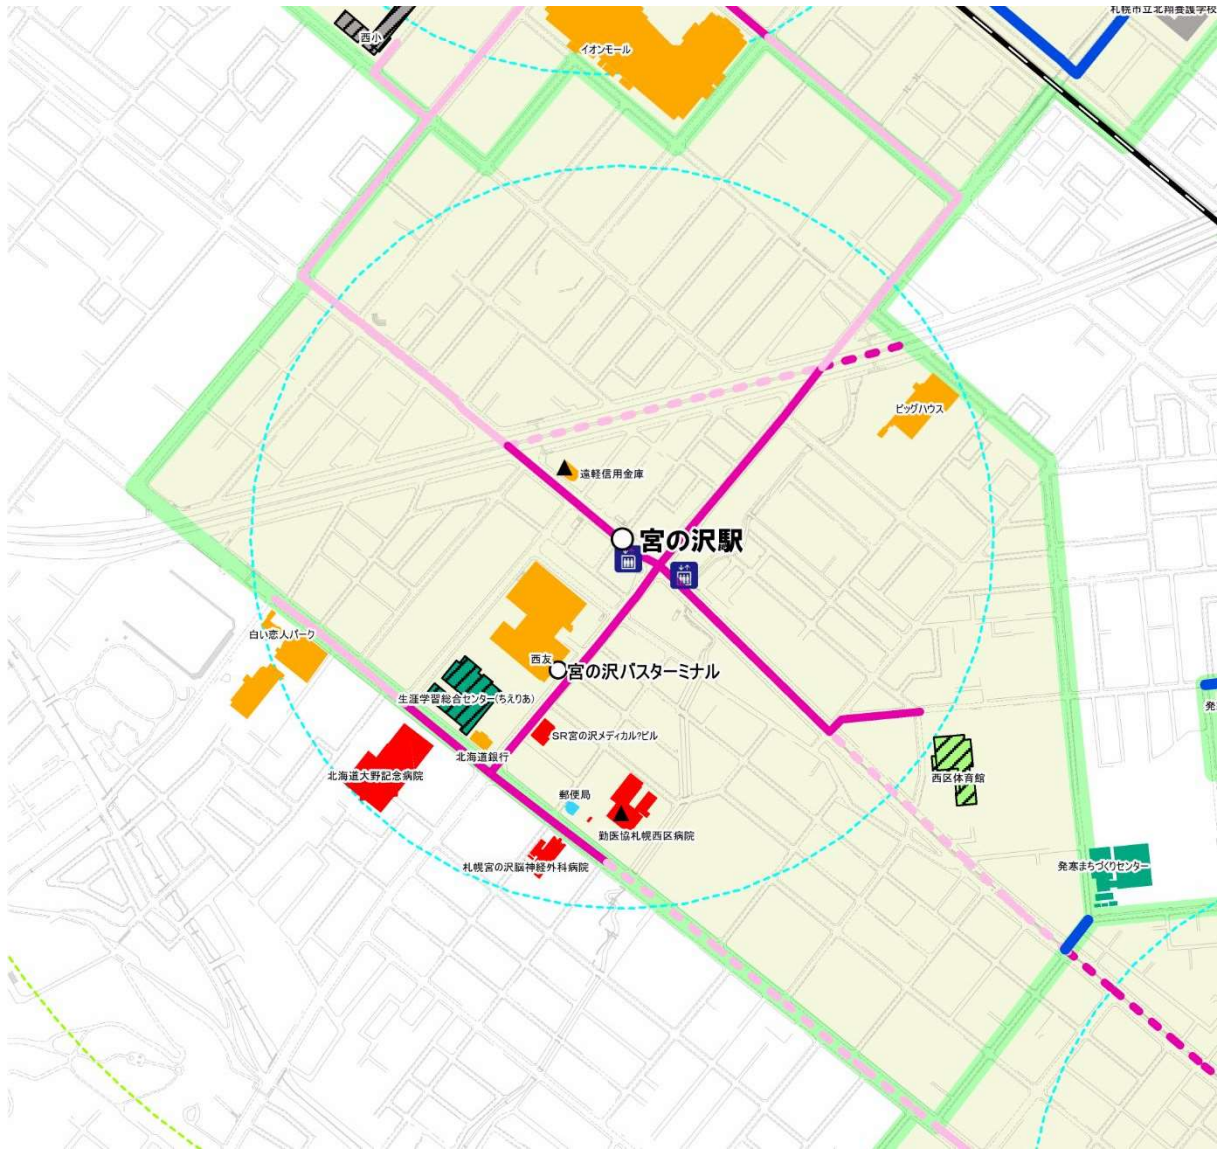 札幌市立北翔養護学校
西小
イオンモール
ビッグハウス
遠軽信用金庫
宮の沢駅
白い恋人パーク
西友
宮の沢バスターミナル
生涯学習総合センター(ちえりあ)
SR宮の沢メディカル?ビル
北海道銀行
北海道大野記念病院
西区体育館
郵便局
勤医協札幌西区病院
札幌宮の沢脳神経外科病院
発寒まちづくりセンター
発